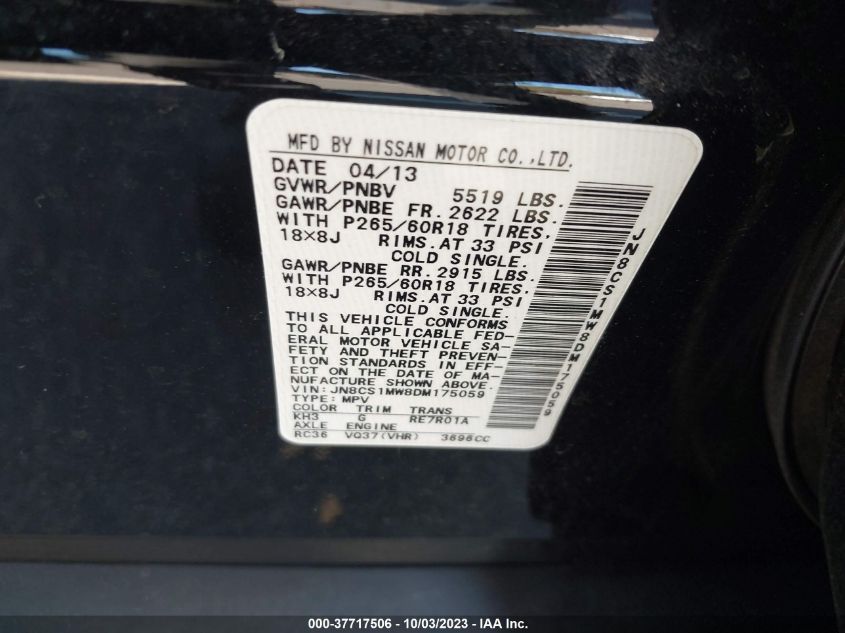 MFD BY NISSAN MOTOR CO.,LTD.
DATE 04/13
GVWR/PNBV 5519 LBS.
GAWR/PNBE FR. 2622 LBS.
WITH P265/60R18 TIRES.
18×8J RIMS.AT 33 PSI
COLD SINGLE.
GAWR/PNBE RR. 2915 LBS.
WITH P265/60R18 TIRES.
18×8J RIMS.AT 33 PSI
COLD SINGLE.
THIS VEHICLE CONFORMS
TO ALL APPLICABLE FED-
ERAL MOTOR VEHICLE SA-
FETY AND THEFT PREVEN-
TION STANDARDS IN EFF-
ECT ON THE DATE OF MA-
NUFACTURE SHOWN ABOVE.
VIN: JN8CS1MW8DM175059
TYPE: MPV
COLOR TRIM TRANS
KH3 G RE7R01A
AXLE ENGINE
RC36 VQ37(VHR) 3696CC
JN8CS1MW8DM175059
000-37717506 - 10/03/2023 - IAA Inc.